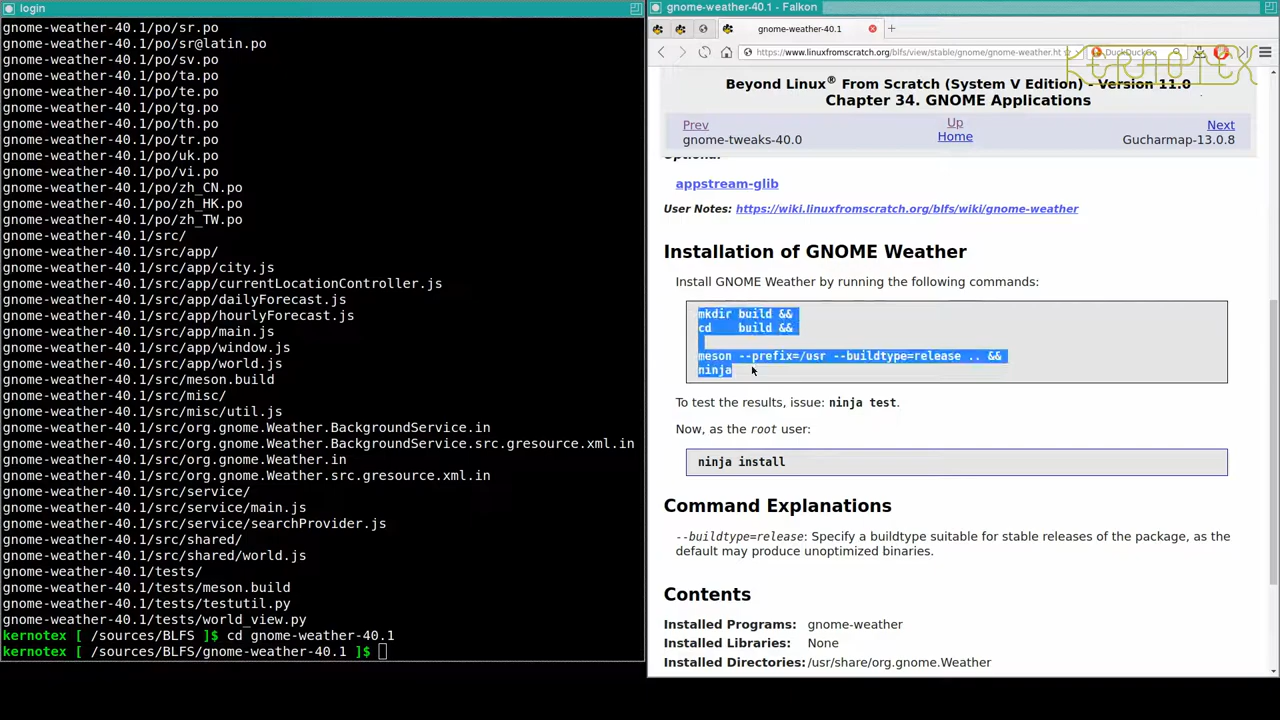 login
gnome-weather-40.1/po/sr.po
gnome-weather-40.1/po/sr@latin.po
gnome-weather-40.1/po/sv.po
gnome-weather-40.1/po/ta.po
gnome-weather-40.1/po/te.po
gnome-weather-40.1/po/tg.po
gnome-weather-40.1/po/th.po
gnome-weather-40.1/po/tr.po
gnome-weather-40.1/po/uk.po
gnome-weather-40.1/po/vi.po
gnome-weather-40.1/po/zh_CN.po
gnome-weather-40.1/po/zh_HK.po
gnome-weather-40.1/po/zh_TW.po
gnome-weather-40.1/src/
gnome-weather-40.1/src/app/
gnome-weather-40.1/src/app/city.js
gnome-weather-40.1/src/app/currentLocationController.js
gnome-weather-40.1/src/app/dailyForecast.js
gnome-weather-40.1/src/app/hourlyForecast.js
gnome-weather-40.1/src/app/main.js
gnome-weather-40.1/src/app/window.js
gnome-weather-40.1/src/app/world.js
gnome-weather-40.1/src/meson.build
gnome-weather-40.1/src/misc/
gnome-weather-40.1/src/misc/util.js
gnome-weather-40.1/src/org.gnome.Weather.BackgroundService.in
gnome-weather-40.1/src/org.gnome.Weather.BackgroundService.src.gresource.xml.in
gnome-weather-40.1/src/org.gnome.Weather.in
gnome-weather-40.1/src/org.gnome.Weather.src.gresource.xml.in
gnome-weather-40.1/src/service/
gnome-weather-40.1/src/service/main.js
gnome-weather-40.1/src/service/searchProvider.js
gnome-weather-40.1/src/shared/
gnome-weather-40.1/src/shared/world.js
gnome-weather-40.1/tests/
gnome-weather-40.1/tests/meson.build
gnome-weather-40.1/tests/testutil.py
gnome-weather-40.1/tests/world_view.py
kernotex [ /sources/BLFS ]$ cd gnome-weather-40.1
kernotex [ /sources/BLFS/gnome-weather-40.1 ]$
gnome-weather-40.1 - Falkon
gnome-weather-40.1
https://www.linuxfromscratch.org/blfs/view/stable/gnome/gnome-weather.ht
DuckDuckGo
KERNOTEX
Beyond Linux® From Scratch (System V Edition) - Version 11.0
Chapter 34. GNOME Applications
Prev Up Next
gnome-tweaks-40.0 Home Gucharmap-13.0.8
Optional
appstream-glib
User Notes: https://wiki.linuxfromscratch.org/blfs/wiki/gnome-weather
Installation of GNOME Weather
Install GNOME Weather by running the following commands:
mkdir build &&
cd    build &&
meson --prefix=/usr --buildtype=release .. &&
ninja
To test the results, issue: ninja test.
Now, as the root user:
ninja install
Command Explanations
--buildtype=release: Specify a buildtype suitable for stable releases of the package, as the
default may produce unoptimized binaries.
Contents
Installed Programs: gnome-weather
Installed Libraries: None
Installed Directories: /usr/share/org.gnome.Weather